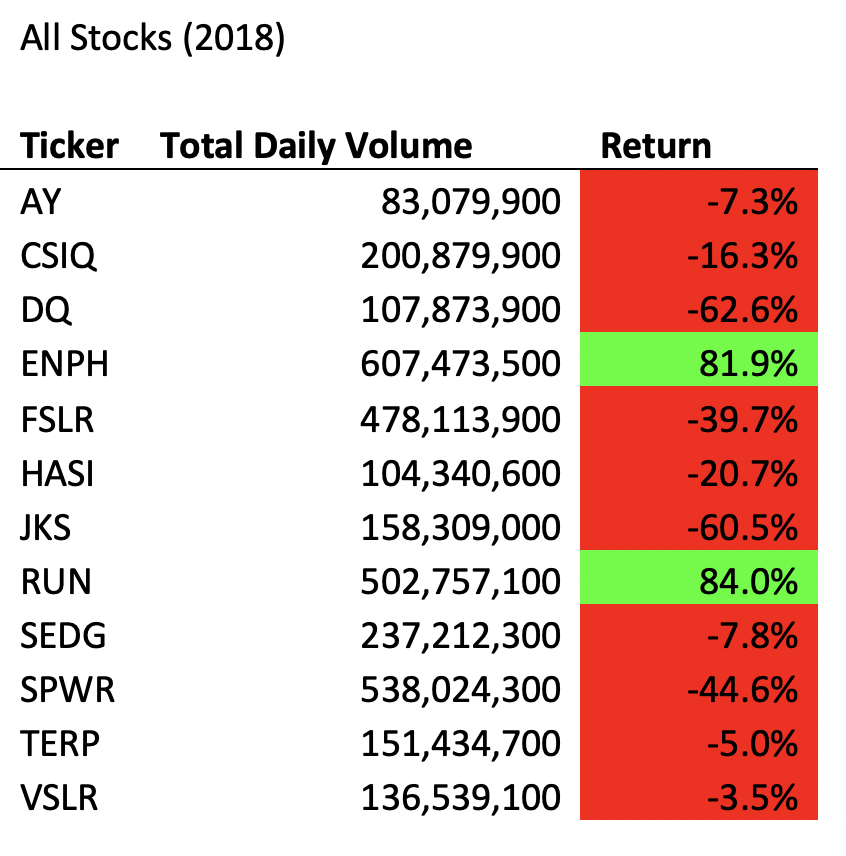 All Stocks (2018)
Ticker Total Daily Volume Return
AY 83,079,900 -7.3%
CSIQ 200,879,900 -16.3%
DQ 107,873,900 -62.6%
ENPH 607,473,500 81.9%
FSLR 478,113,900 -39.7%
HASI 104,340,600 -20.7%
JKS 158,309,000 -60.5%
RUN 502,757,100 84.0%
SEDG 237,212,300 -7.8%
SPWR 538,024,300 -44.6%
TERP 151,434,700 -5.0%
VSLR 136,539,100 -3.5%